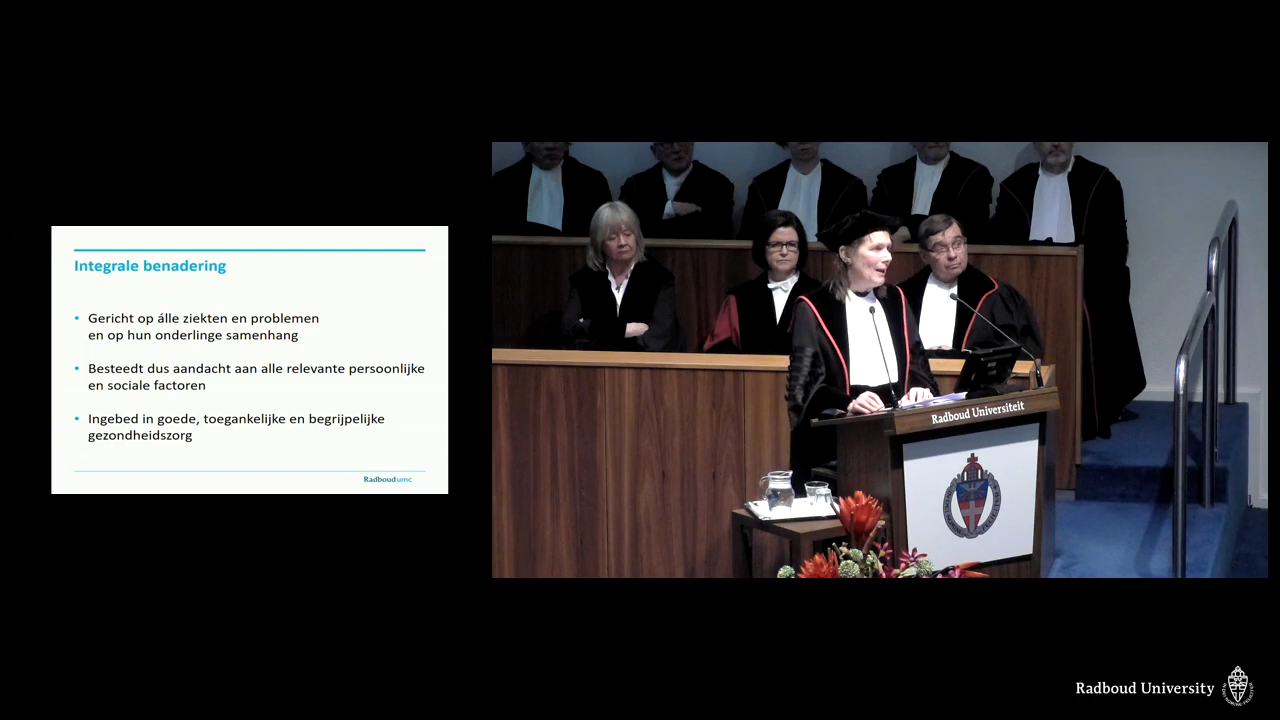 Integrale benadering
• Gericht op álle ziekten en problemen
en op hun onderlinge samenhang
• Besteedt dus aandacht aan alle relevante persoonlijke
en sociale factoren
• Ingebed in goede, toegankelijke en begrijpelijke
gezondheidszorg
Radboudumc
Radboud Universiteit
Radboud University